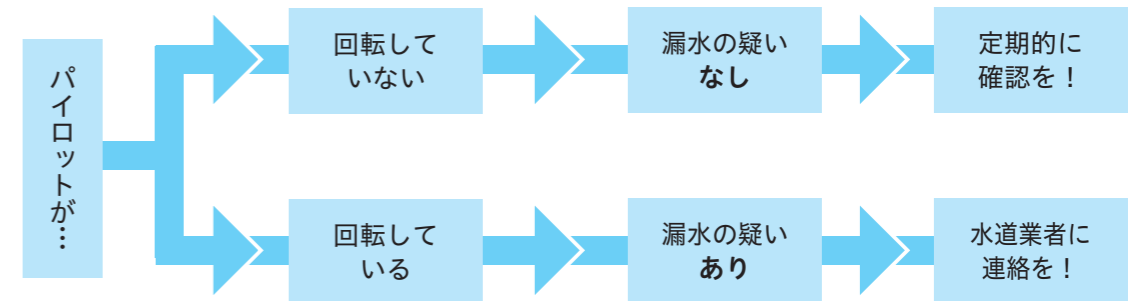 パイロットが…
回転して
いない
漏水の疑い
なし
定期的に
確認を！
回転して
いる
漏水の疑い
あり
水道業者に
連絡を！